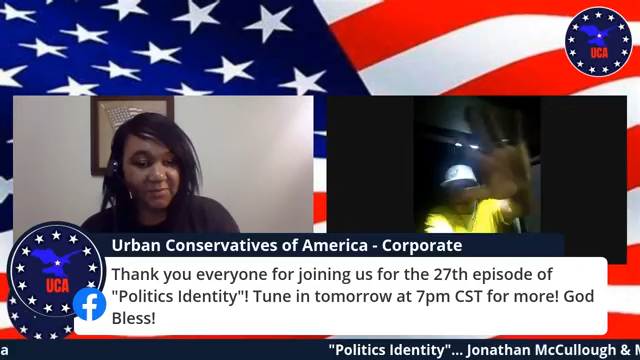 UCA
Urban Conservatives of America - Corporate
Thank you everyone for joining us for the 27th episode of
"Politics Identity"! Tune in tomorrow at 7pm CST for more! God
Bless!
UCA
a
"Politics Identity"... Jonathan McCullough & M